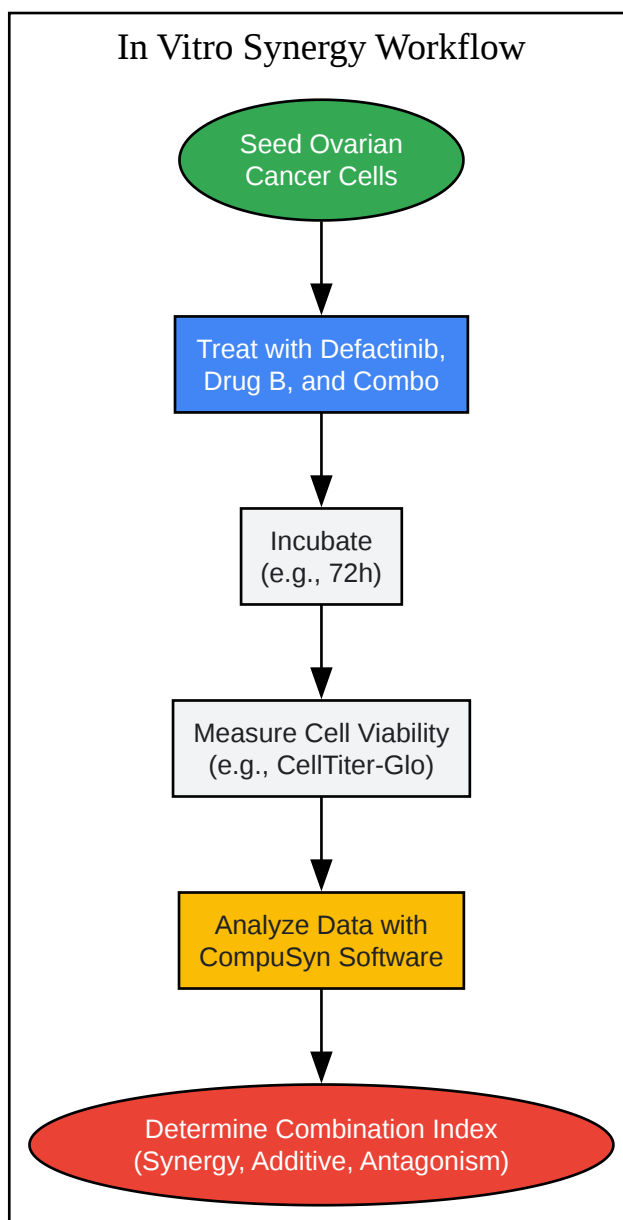 In Vitro Synergy Workflow
Seed Ovarian
Cancer Cells
Treat with Defactinib,
Drug B, and Combo
Incubate
(e.g., 72h)
Measure Cell Viability
(e.g., CellTiter-Glo)
Analyze Data with
CompuSyn Software
Determine Combination Index
(Synergy, Additive, Antagonism)